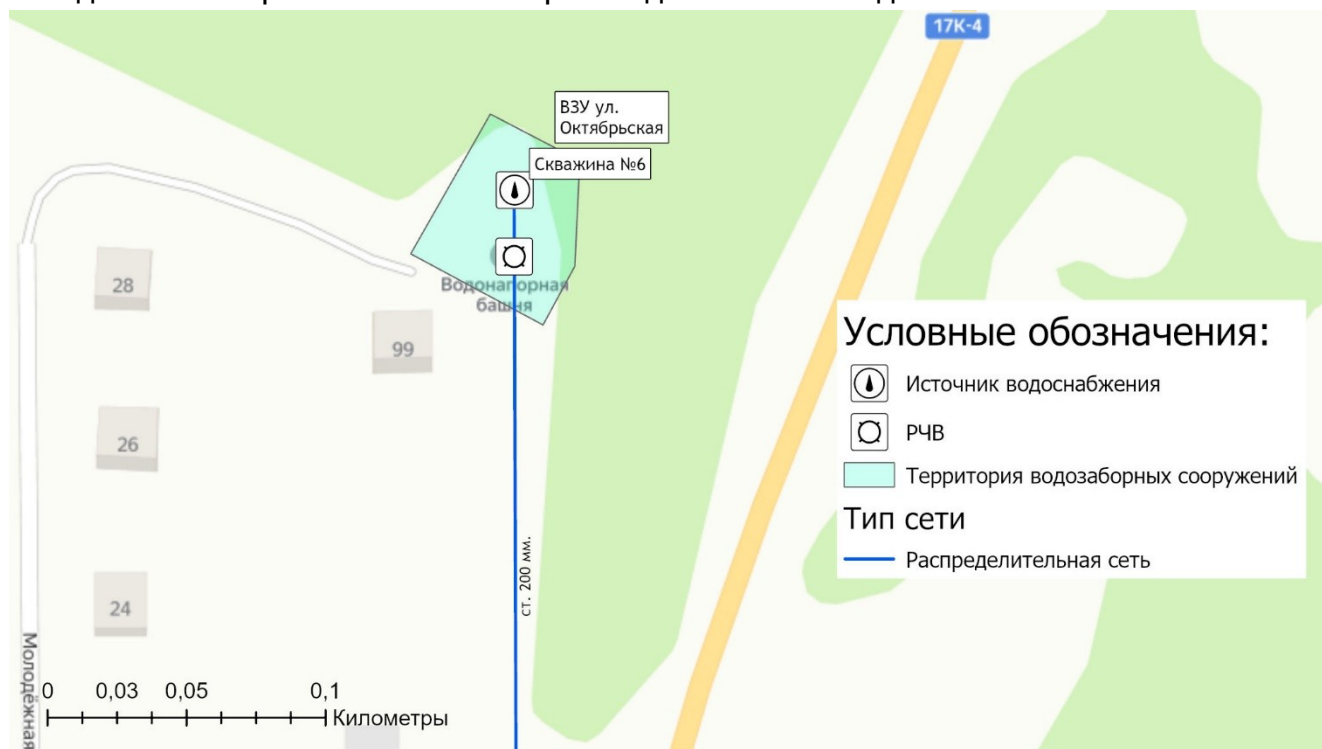 17К-4
ВЗУ ул.
Октябрьская
Скважина №6
Водонапорная
башня
28
99
26
24
Молодёжная
ст. 200 мм.
Условные обозначения:
Источник водоснабжения
РЧВ
Территория водозаборных сооружений
Тип сети
Распределительная сеть
0 0,03 0,05 0,1
Километры